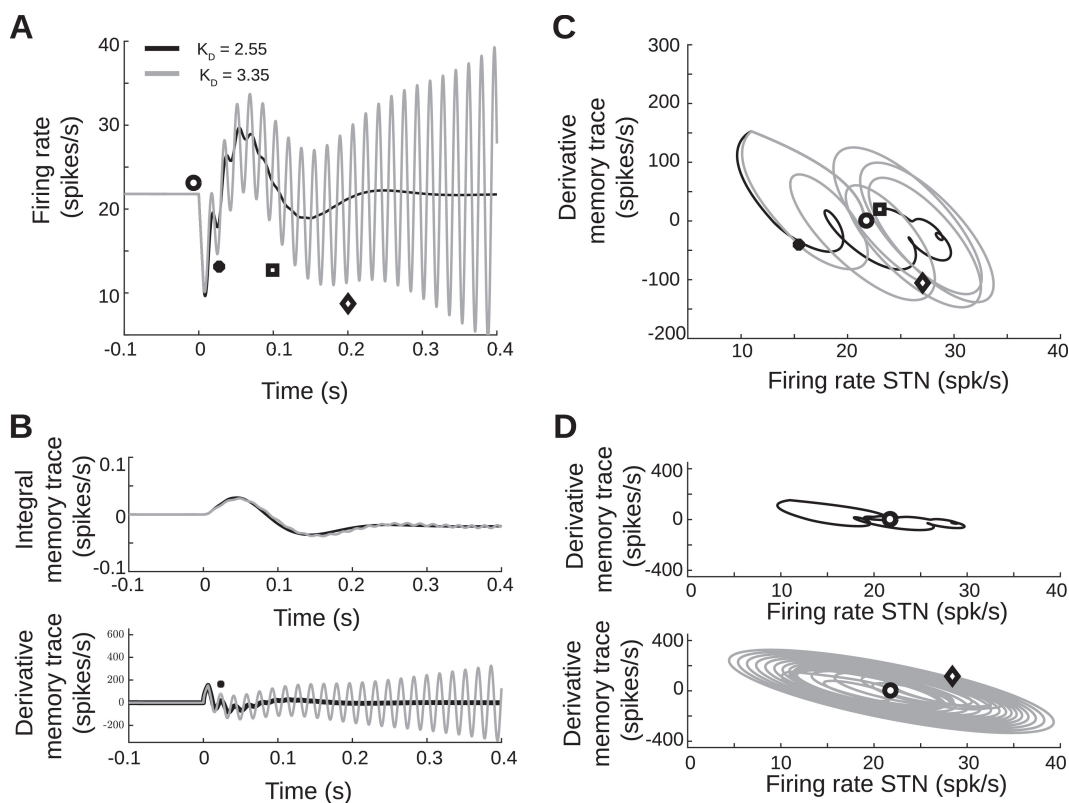 A
K_D = 2.55
K_D = 3.35
Firing rate
(spikes/s)
40
30
20
10
-0.1
0
0.1
0.2
0.3
0.4
Time (s)
C
Derivative
memory trace
(spikes/s)
300
200
100
0
-100
-200
10
20
30
40
Firing rate STN (spk/s)
B
Integral
memory trace
(spikes/s)
0.1
0
-0.1
-0.1
0
0.1
0.2
0.3
0.4
Time (s)
Derivative
memory trace
(spikes/s)
600
400
200
0
-200
-0.1
0
0.1
0.2
0.3
0.4
Time (s)
D
Derivative
memory trace
(spikes/s)
400
0
-400
0
10
20
30
40
Firing rate STN (spk/s)
Derivative
memory trace
(spikes/s)
400
0
-400
0
10
20
30
40
Firing rate STN (spk/s)